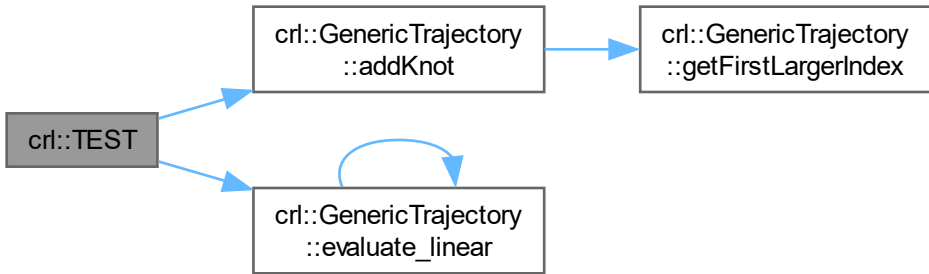 crl::TEST
crl::GenericTrajectory
::addKnot
crl::GenericTrajectory
::getFirstLargerIndex
crl::GenericTrajectory
::evaluate_linear